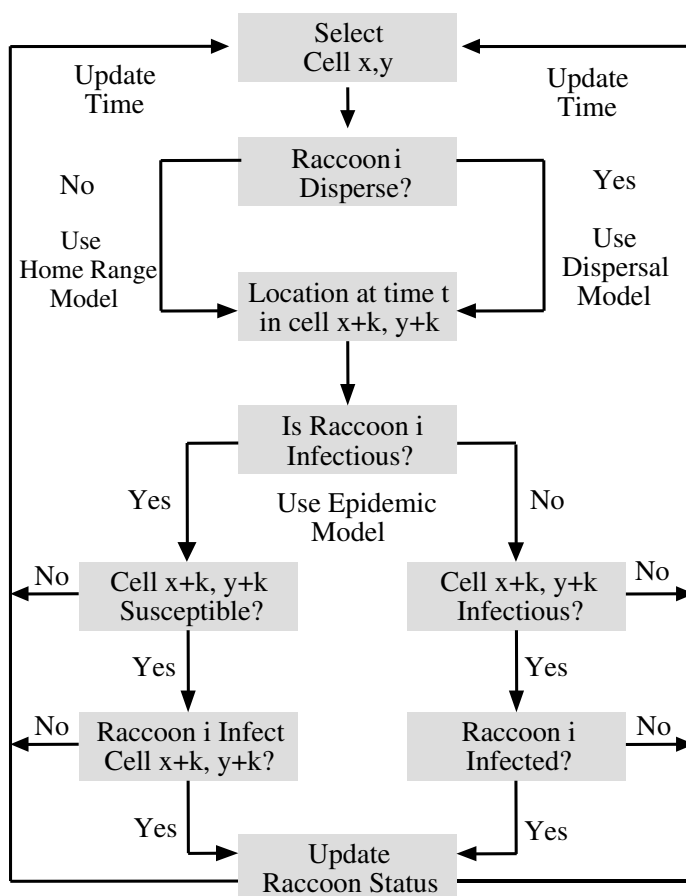 Select
Cell x,y
Update
Time
Update
Time
Raccoon i
Disperse?
No
Yes
Use
Home Range
Model
Use
Dispersal
Model
Location at time t
in cell x+k, y+k
Is Raccoon i
Infectious?
Yes
Use Epidemic
Model
No
No
Cell x+k, y+k
Susceptible?
Cell x+k, y+k
Infectious?
No
Yes
Yes
No
Raccoon i Infect
Cell x+k, y+k?
Raccoon i
Infected?
No
Yes
Yes
Update
Raccoon Status